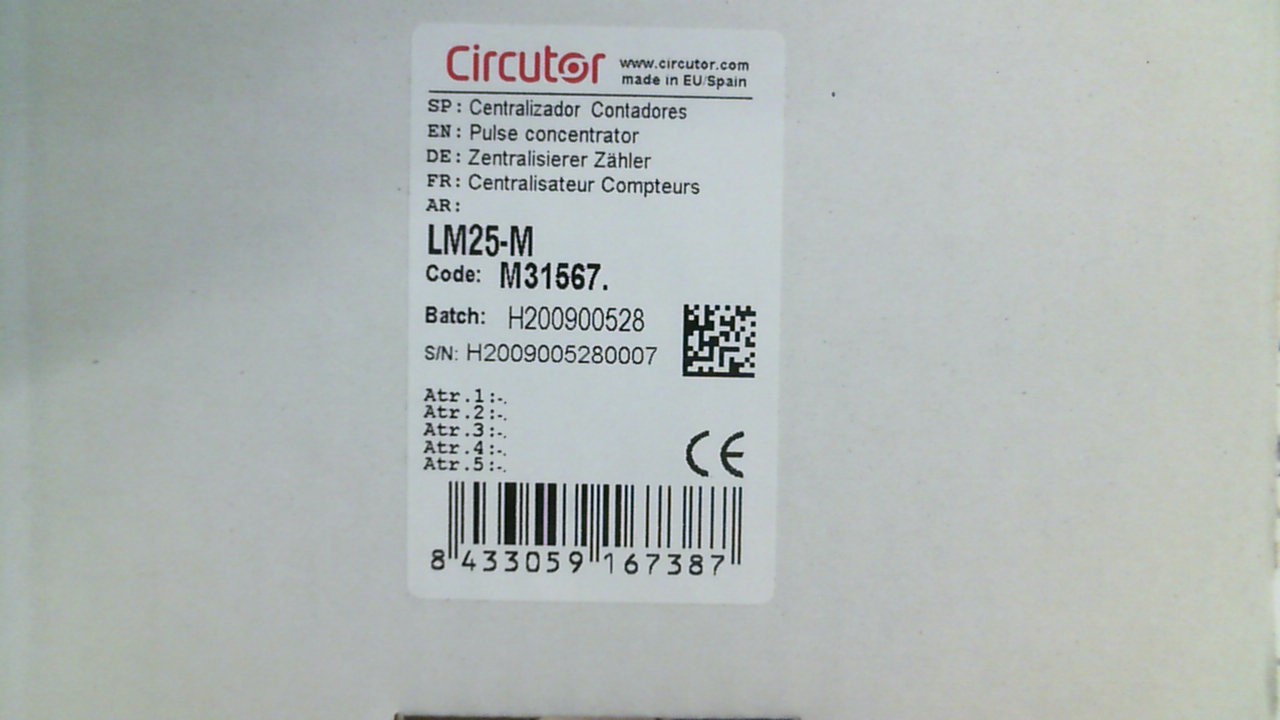 Circutor www.circutor.com
made in EU/Spain
SP: Centralizador Contadores
EN: Pulse concentrator
DE: Zentralisierer Zähler
FR: Centralisateur Compteurs
AR:
LM25-M
Code: M31567.
Batch: H200900528
S/N: H2009005280007
Atr.1:-.
Atr.2:-.
Atr.3:-.
Atr.4:-.
Atr.5:-.
CE
8 433059 167387